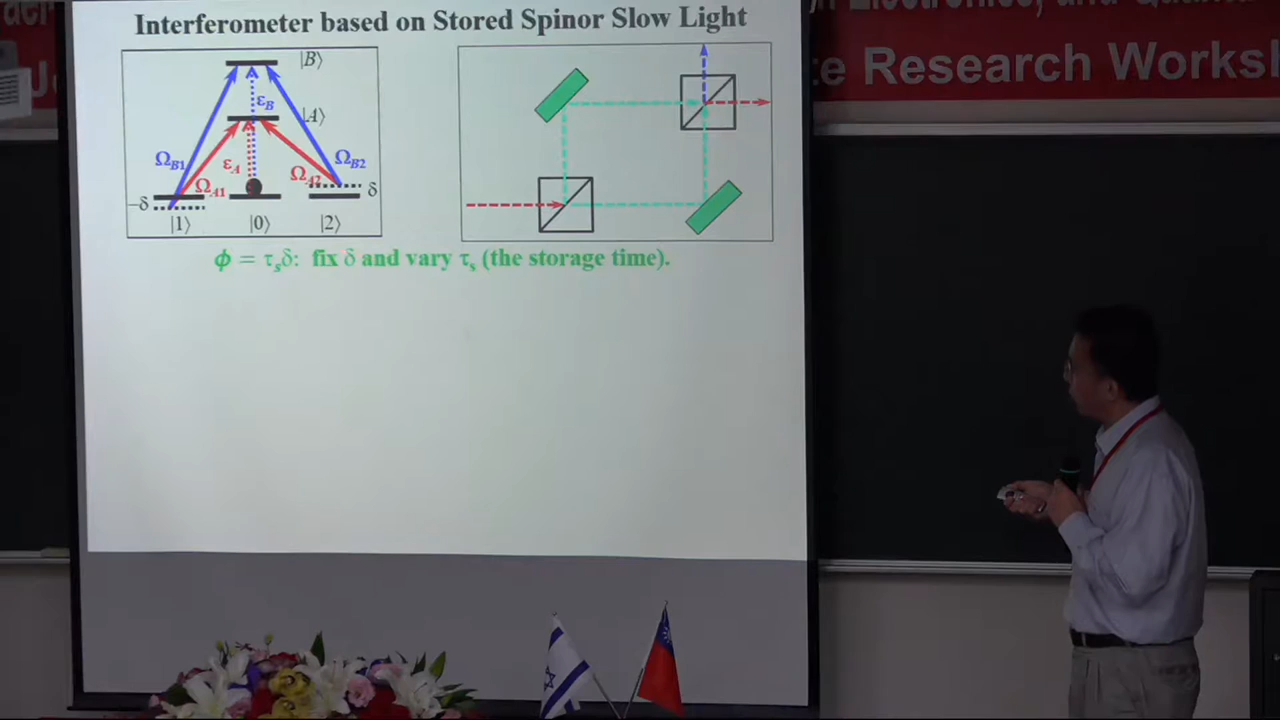 Interferometer based on Stored Spinor Slow Light
|B⟩
ε_B
|A⟩
Ω_B1
ε_A
Ω_B2
Ω_A1
Ω_A2
−δ
δ
|1⟩
|0⟩
|2⟩
ϕ = τ_sδ: fix δ and vary τ_s (the storage time).
Research Worksh